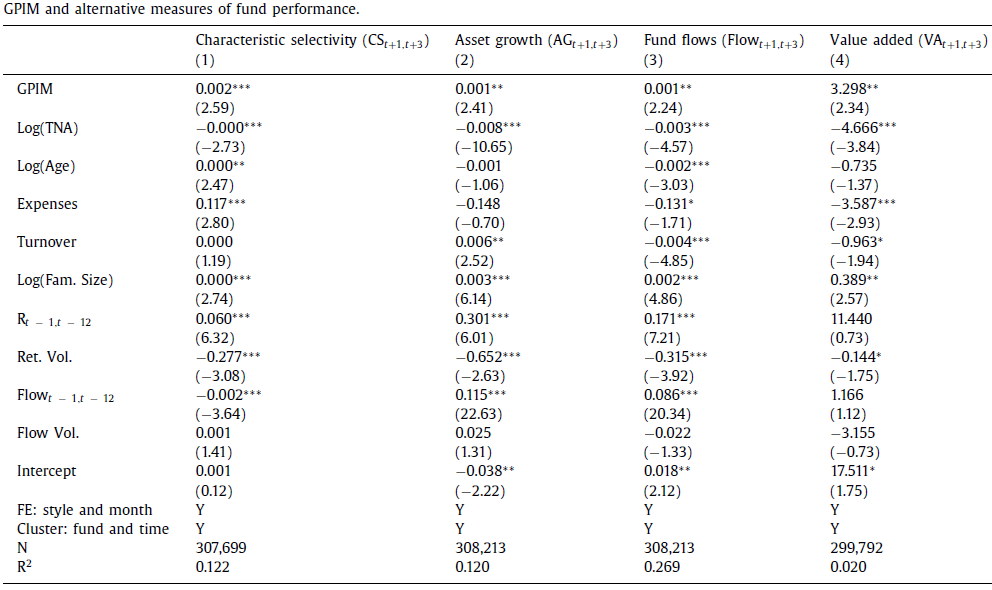 GPIM and alternative measures of fund performance.
Characteristic selectivity (CSt+1,t+3) Asset growth (AGt+1,t+3) Fund flows (Flowt+1,t+3) Value added (VAt+1,t+3)
(1) (2) (3) (4)
GPIM 0.002*** 0.001** 0.001** 3.298**
(2.59) (2.41) (2.24) (2.34)
Log(TNA) −0.000*** −0.008*** −0.003*** −4.666***
(−2.73) (−10.65) (−4.57) (−3.84)
Log(Age) 0.000** −0.001 −0.002*** −0.735
(2.47) (−1.06) (−3.03) (−1.37)
Expenses 0.117*** −0.148 −0.131* −3.587***
(2.80) (−0.70) (−1.71) (−2.93)
Turnover 0.000 0.006** −0.004*** −0.963*
(1.19) (2.52) (−4.85) (−1.94)
Log(Fam. Size) 0.000*** 0.003*** 0.002*** 0.389**
(2.74) (6.14) (4.86) (2.57)
Rt − 1,t − 12 0.060*** 0.301*** 0.171*** 11.440
(6.32) (6.01) (7.21) (0.73)
Ret. Vol. −0.277*** −0.652*** −0.315*** −0.144*
(−3.08) (−2.63) (−3.92) (−1.75)
Flowt − 1,t − 12 −0.002*** 0.115*** 0.086*** 1.166
(−3.64) (22.63) (20.34) (1.12)
Flow Vol. 0.001 0.025 −0.022 −3.155
(1.41) (1.31) (−1.33) (−0.73)
Intercept 0.001 −0.038** 0.018** 17.511*
(0.12) (−2.22) (2.12) (1.75)
FE: style and month Y Y Y Y
Cluster: fund and time Y Y Y Y
N 307,699 308,213 308,213 299,792
R² 0.122 0.120 0.269 0.020